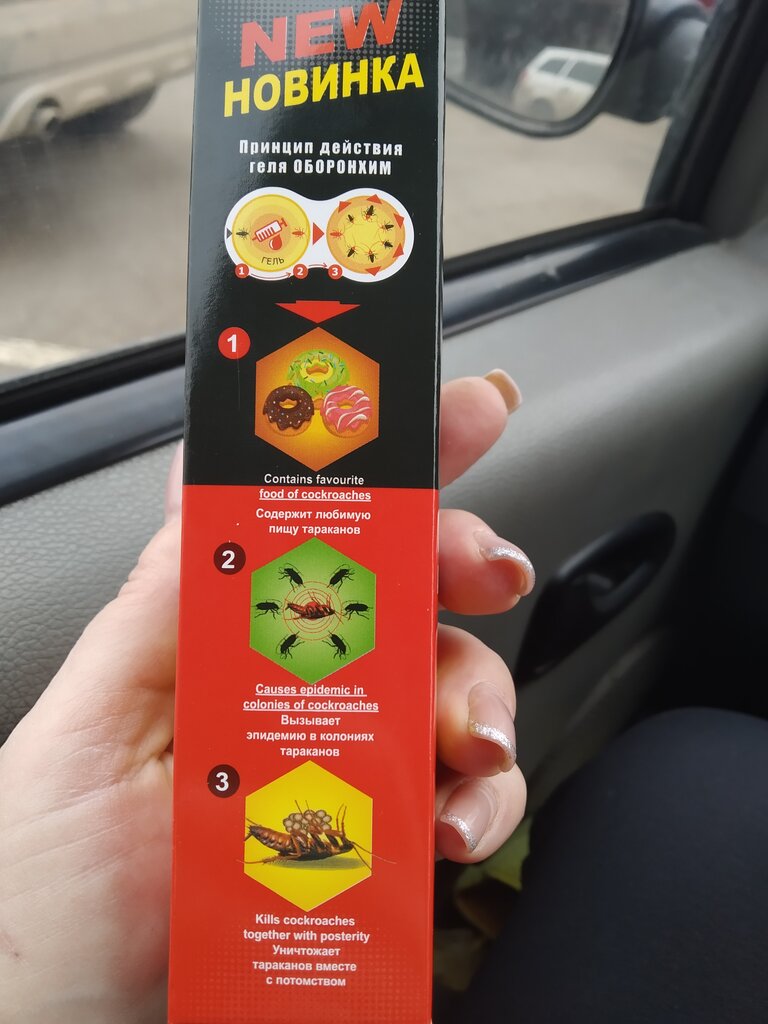 NEW
НОВИНКА
Принцип действия
геля ОБОРОНХИМ
ГЕЛЬ
1 2 3
1
Contains favourite
food of cockroaches
Содержит любимую
пищу тараканов
2
Causes epidemic in
colonies of cockroaches
Вызывает
эпидемию в колониях
тараканов
3
Kills cockroaches
together with posterity
Уничтожает
тараканов вместе
с потомством